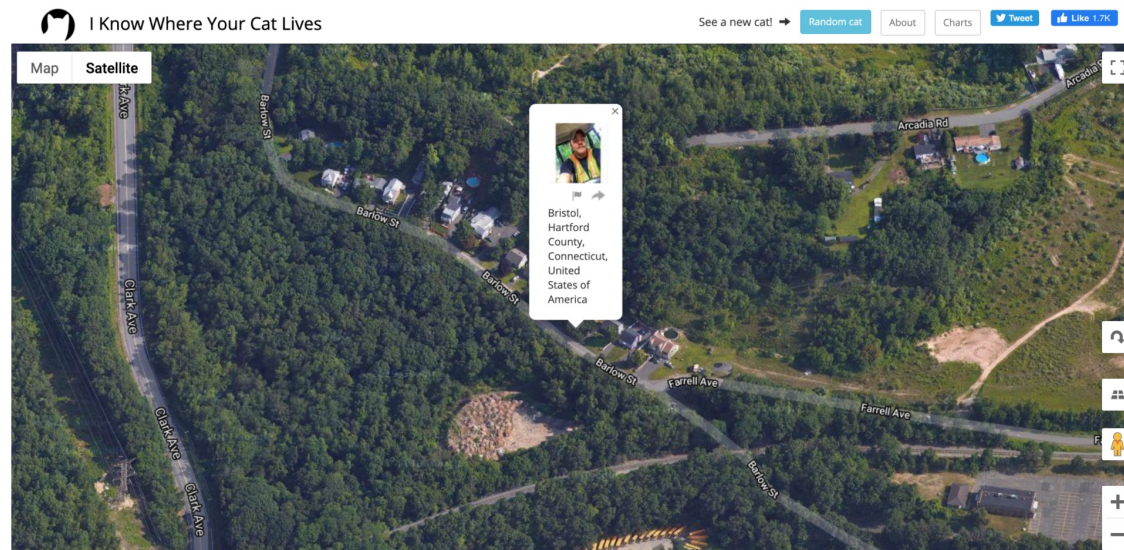 I Know Where Your Cat Lives
See a new cat! ➡ Random cat About Charts Tweet Like 1.7K
Map Satellite
Clark Ave
Barlow St
Arcadia Rd
Arcadia Rd
Barlow St
Bristol,
Hartford
County,
Connecticut,
United
States of
America
Barlow St
Clark Ave
Barlow St
Farrell Ave
Farrell Ave
Clark Ave
Barlow St
Clark Ave